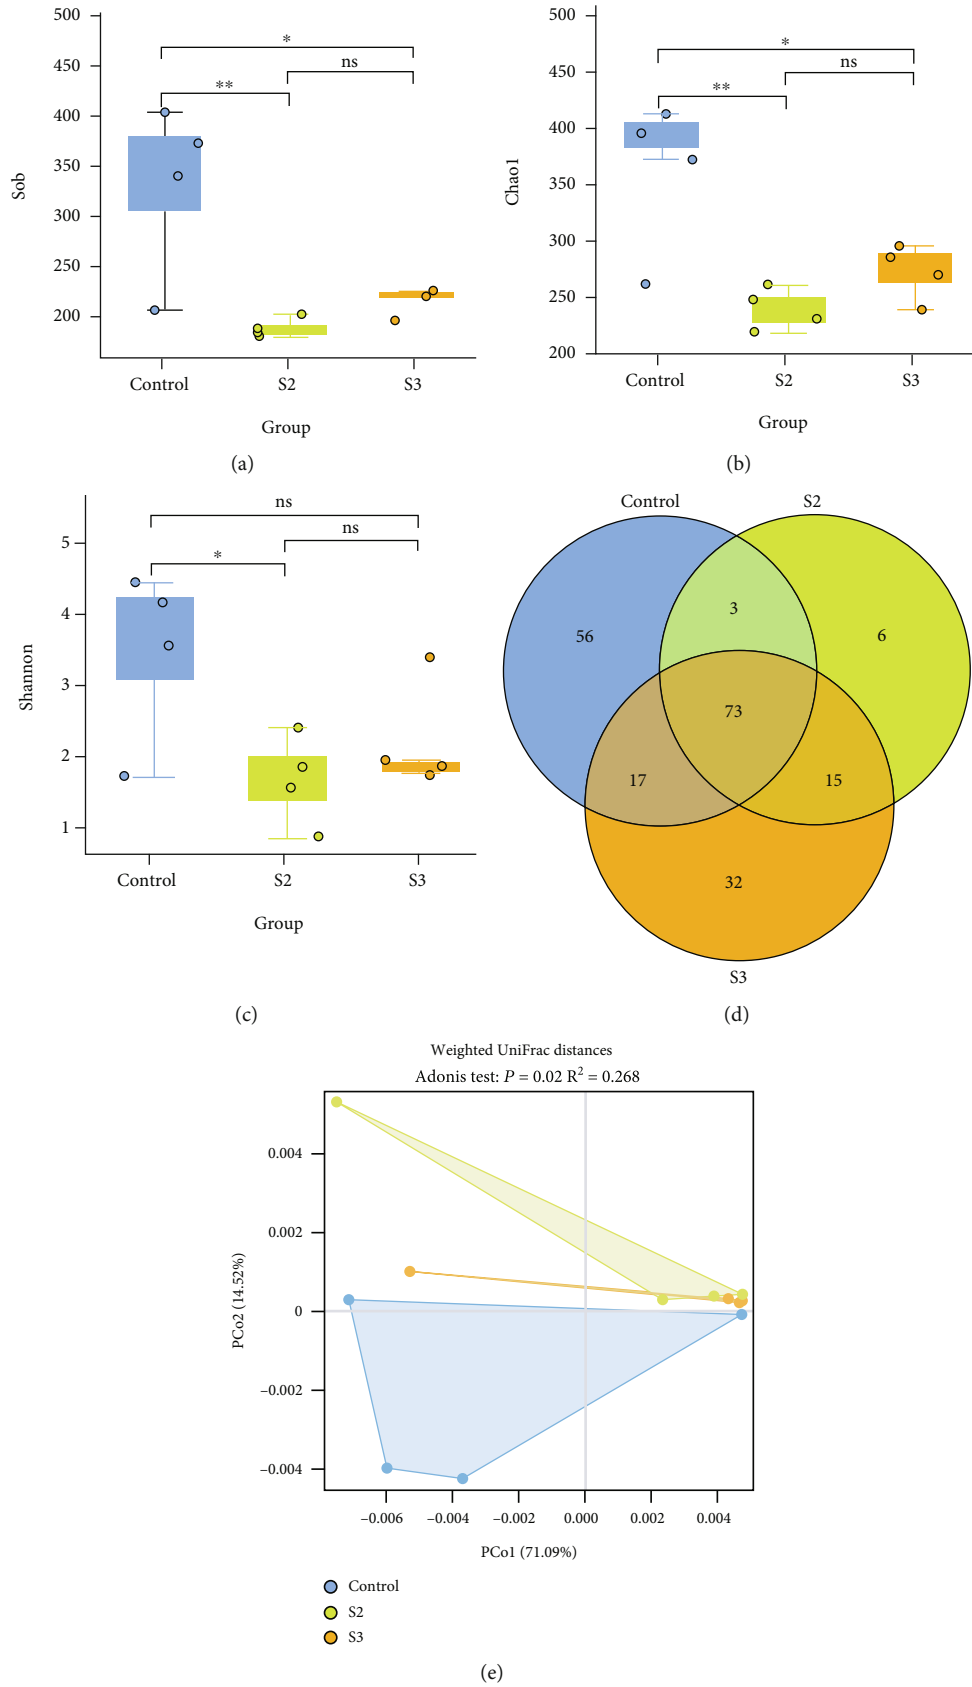 500
450
400
350
300
250
200
Sob
*
ns
**
Control
S2
S3
Group
(a)
500
400
350
300
250
200
Chao1
*
ns
**
Control
S2
S3
Group
(b)
5
4
3
2
1
Shannon
ns
ns
*
Control
S2
S3
Group
(c)
Control
S2
3
56
6
73
17
15
32
S3
(d)
Weighted UniFrac distances
Adonis test: P = 0.02 R² = 0.268
0.004
0.002
0
−0.002
−0.004
PCo2 (14.52%)
−0.006
−0.004
−0.002
0.000
0.002
0.004
PCo1 (71.09%)
Control
S2
S3
(e)